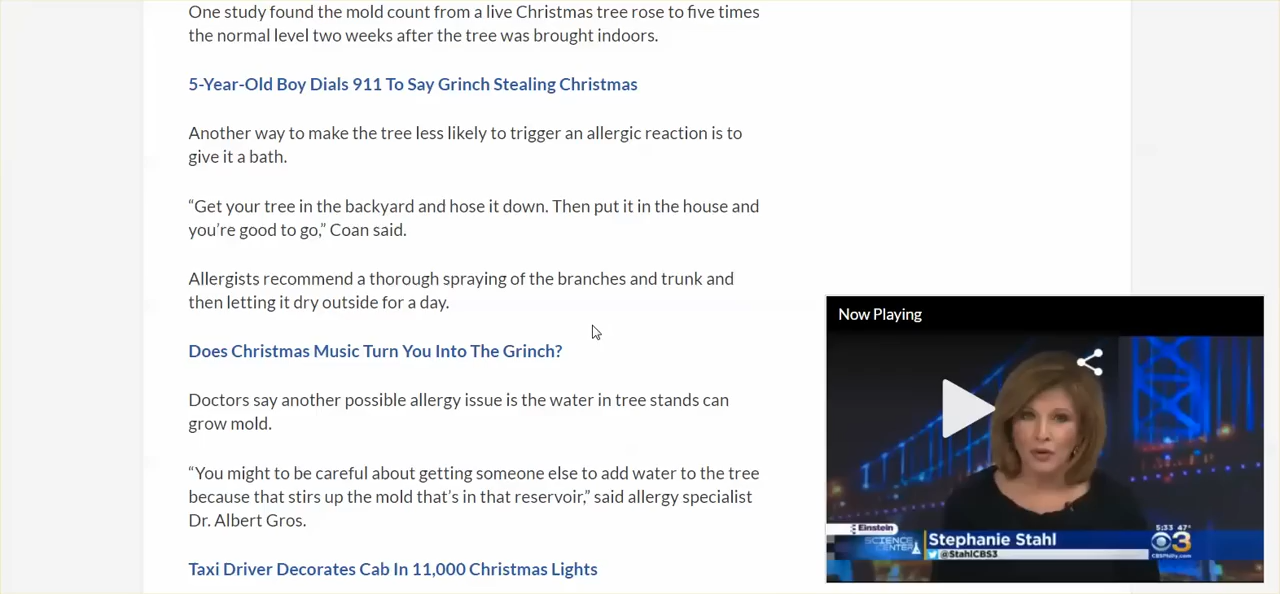 One study found the mold count from a live Christmas tree rose to five times
the normal level two weeks after the tree was brought indoors.
5-Year-Old Boy Dials 911 To Say Grinch Stealing Christmas
Another way to make the tree less likely to trigger an allergic reaction is to
give it a bath.
“Get your tree in the backyard and hose it down. Then put it in the house and
you’re good to go,” Coan said.
Allergists recommend a thorough spraying of the branches and trunk and
then letting it dry outside for a day.
Does Christmas Music Turn You Into The Grinch?
Doctors say another possible allergy issue is the water in tree stands can
grow mold.
“You might to be careful about getting someone else to add water to the tree
because that stirs up the mold that’s in that reservoir,” said allergy specialist
Dr. Albert Gros.
Taxi Driver Decorates Cab In 11,000 Christmas Lights
Now Playing
Einstein
SCIENCE CENTER
Stephanie Stahl
@StahlCBS3
5:33 47°
3
CBSPhilly.com